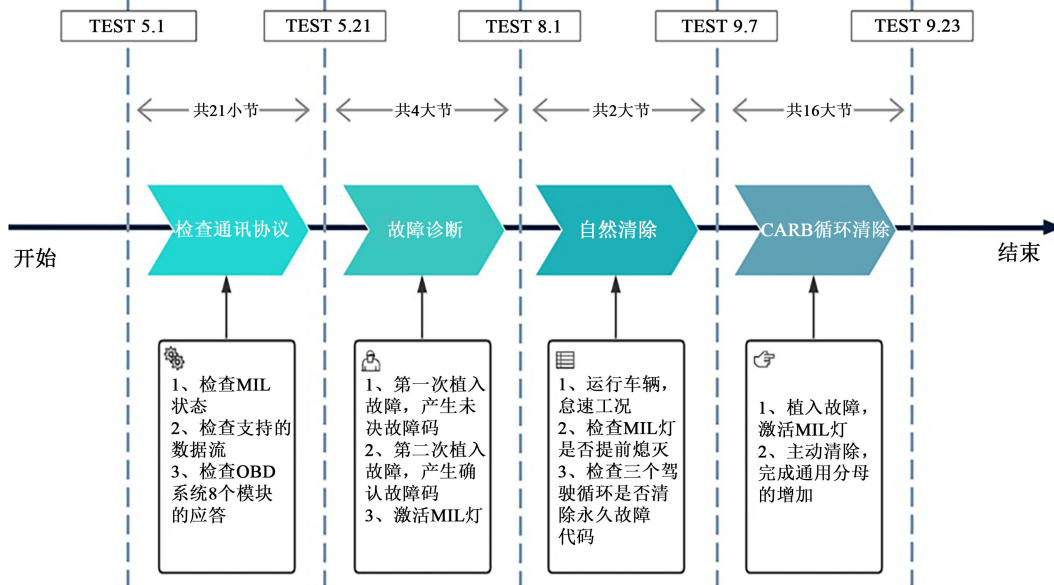 TEST 5.1
TEST 5.21
TEST 8.1
TEST 9.7
TEST 9.23
共21小节
共4大节
共2大节
共16大节
检查通讯协议
故障诊断
自然清除
CARB循环清除
开始
结束
1、检查MIL
状态
2、检查支持的
数据流
3、检查OBD
系统8个模块
的应答
1、第一次植入
故障，产生未
决故障码
2、第二次植入
故障，产生确
认故障码
3、激活MIL灯
1、运行车辆，
怠速工况
2、检查MIL灯
是否提前熄灭
3、检查三个驾
驶循环是否清
除永久故障
代码
1、植入故障，
激活MIL灯
2、主动清除，
完成通用分母
的增加